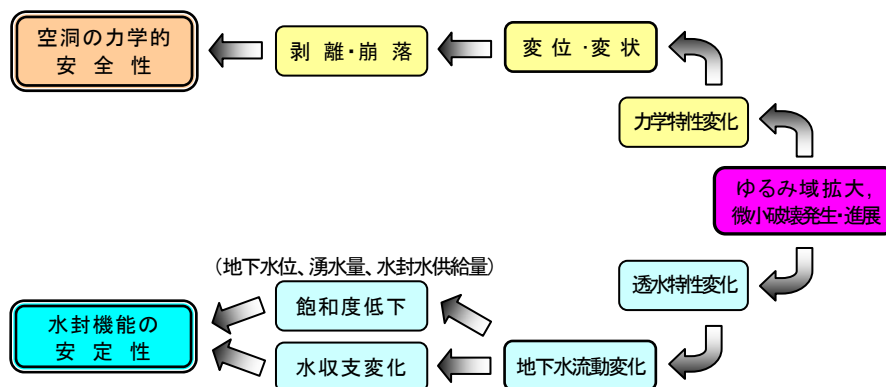 空洞の力学的
安全性
剥離・崩落
変位・変状
力学特性変化
ゆるみ域拡大,
微小破壊発生・進展
(地下水位、湧水量、水封水供給量)
透水特性変化
飽和度低下
水封機能の
安定性
水収支変化
地下水流動変化